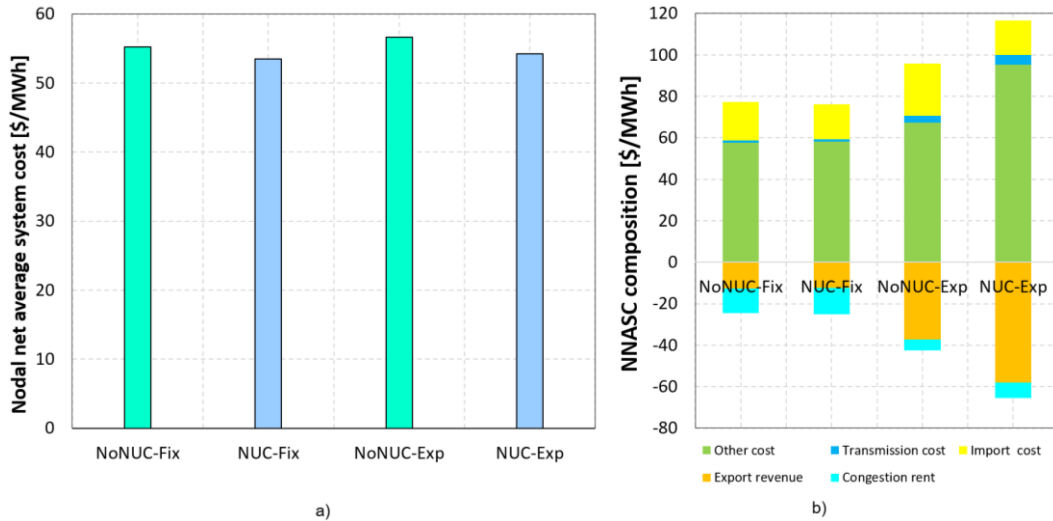 Nodal net average system cost [$/MWh]
60
50
40
30
20
10
0
NoNUC-Fix NUC-Fix NoNUC-Exp NUC-Exp
a)
NNASC composition [$/MWh]
120
100
80
60
40
20
0
NoNUC-Fix NUC-Fix NoNUC-Exp NUC-Exp
-20
-40
-60
-80
Other cost Transmission cost Import cost
Export revenue Congestion rent
b)